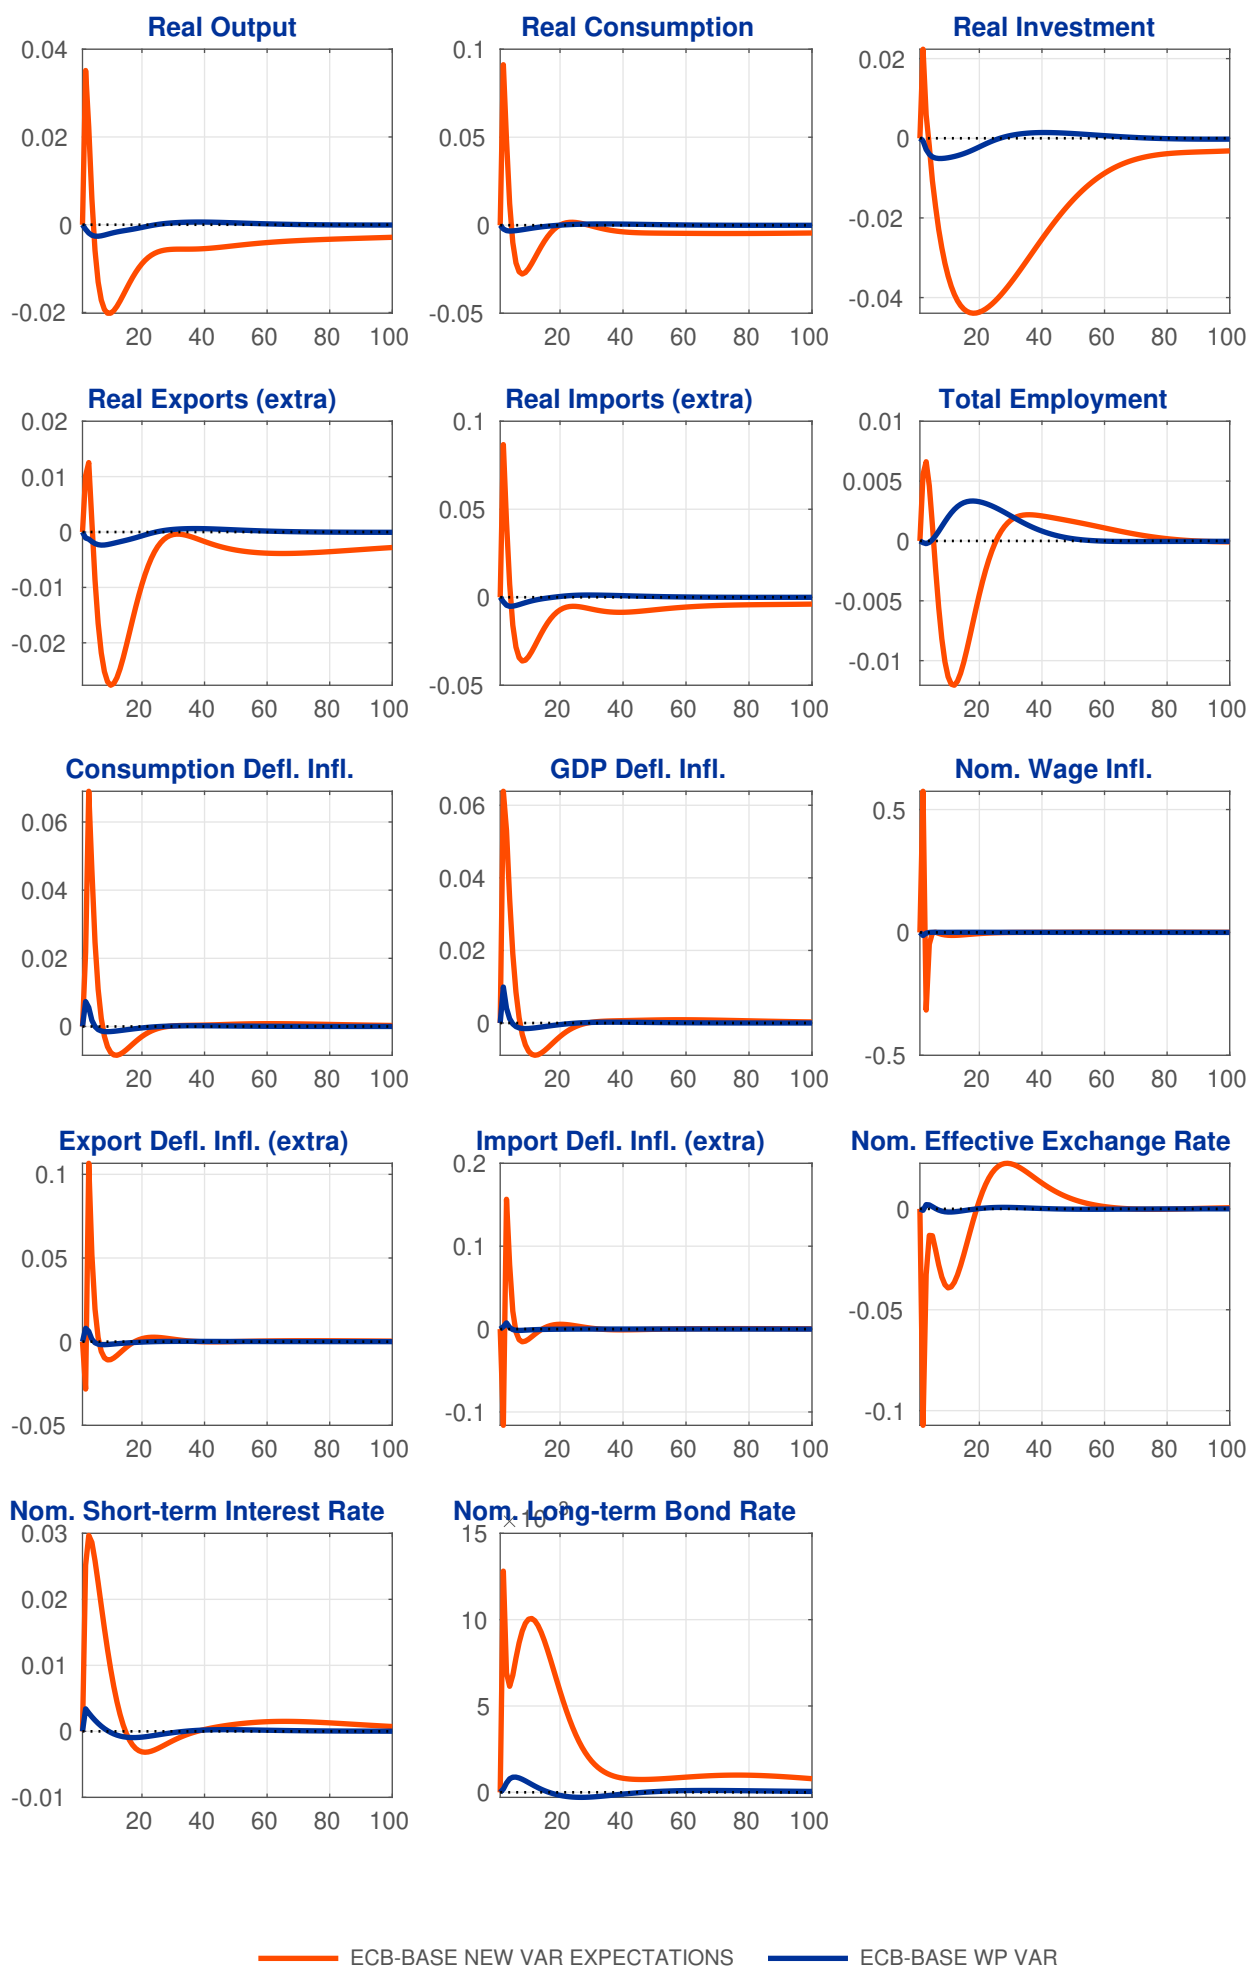 Real Output
Real Consumption
Real Investment
0.04
0.02
0
-0.02
20 40 60 80 100
0.1
0.05
0
-0.05
20 40 60 80 100
0.02
0
-0.02
-0.04
20 40 60 80 100
Real Exports (extra)
Real Imports (extra)
Total Employment
0.02
0.01
0
-0.01
-0.02
20 40 60 80 100
0.1
0.05
0
-0.05
20 40 60 80 100
0.01
0.005
0
-0.005
-0.01
20 40 60 80 100
Consumption Defl. Infl.
GDP Defl. Infl.
Nom. Wage Infl.
0.06
0.04
0.02
0
20 40 60 80 100
0.06
0.04
0.02
0
20 40 60 80 100
0.5
0
-0.5
20 40 60 80 100
Export Defl. Infl. (extra)
Import Defl. Infl. (extra)
Nom. Effective Exchange Rate
0.1
0.05
0
-0.05
20 40 60 80 100
0.2
0.1
0
-0.1
20 40 60 80 100
0
-0.05
-0.1
20 40 60 80 100
Nom. Short-term Interest Rate
Nom. Long-term Bond Rate
0.03
0.02
0.01
0
-0.01
20 40 60 80 100
× 10
15
10
5
0
20 40 60 80 100
ECB-BASE NEW VAR EXPECTATIONS
ECB-BASE WP VAR